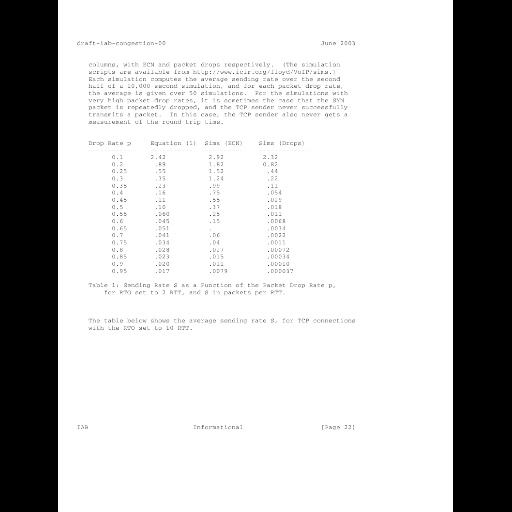 draft-iab-congestion-00 June 2003
columns, with ECN and packet drops respectively. (The simulation
scripts are available from http://www.icir.org/floyd/VoIP/sims.)
Each simulation computes the average sending rate over the second
half of a 10,000 second simulation, and for each packet drop rate,
the average is given over 50 simulations. For the simulations with
very high packet drop rates, it is sometimes the case that the SYN
packet is repeatedly dropped, and the TCP sender never successfully
transmits a packet. In this case, the TCP sender also never gets a
measurement of the round trip time.
Drop Rate p Equation (1) Sims (ECN) Sims (Drops)
0.1 2.42 2.92 2.32
0.2 .89 1.82 0.82
0.25 .55 1.52 .44
0.3 .35 1.24 .22
0.35 .23 .99 .11
0.4 .16 .75 .054
0.45 .11 .55 .029
0.5 .10 .37 .018
0.55 .060 .25 .011
0.6 .045 .15 .0068
0.65 .051 .0034
0.7 .041 .06 .0022
0.75 .034 .04 .0011
0.8 .028 .027 .00072
0.85 .023 .015 .00034
0.9 .020 .011 .00010
0.95 .017 .0079 .000037
Table 1: Sending Rate S as a Function of the Packet Drop Rate p,
for RTO set to 2 RTT, and S in packets per RTT.
The table below shows the average sending rate S, for TCP connections
with the RTO set to 10 RTT.
IAB Informational [Page 22]